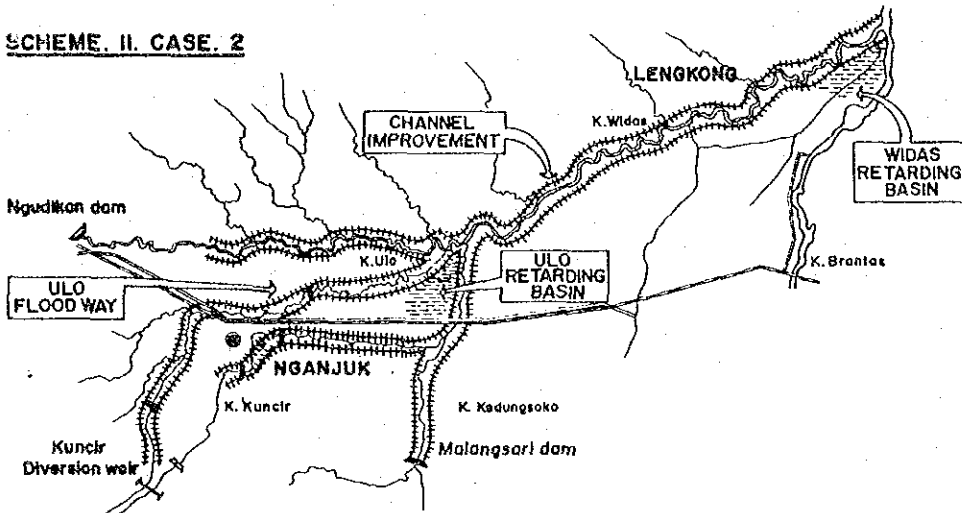 SCHEME. II. CASE. 2
LENGKONG
K.Widas
CHANNEL
IMPROVEMENT
WIDAS
RETARDING
BASIN
Ngudikan dam
K.Ulo
ULO
RETARDING
BASIN
K. Brantas
ULO
FLOOD WAY
NGANJUK
K. Kuncir
K. Kedungsoko
Kuncir
Diversion weir
Malangsari dam